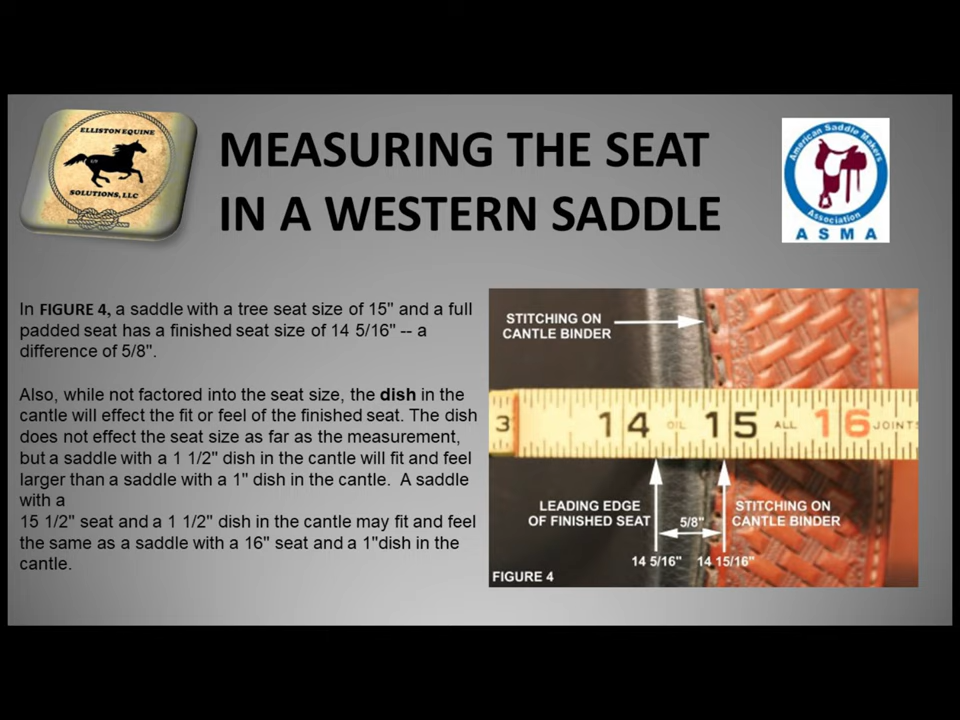 ELLISTON EQUINE
SOLUTIONS, LLC
MEASURING THE SEAT
IN A WESTERN SADDLE
American Saddle Makers
Association
A S M A
In FIGURE 4, a saddle with a tree seat size of 15" and a full
padded seat has a finished seat size of 14 5/16" -- a
difference of 5/8".
Also, while not factored into the seat size, the dish in the
cantle will effect the fit or feel of the finished seat. The dish
does not effect the seat size as far as the measurement,
but a saddle with a 1 1/2" dish in the cantle will fit and feel
larger than a saddle with a 1" dish in the cantle. A saddle
with a
15 1/2" seat and a 1 1/2" dish in the cantle may fit and feel
the same as a saddle with a 16" seat and a 1"dish in the
cantle.
STITCHING ON
CANTLE BINDER
3 14 OIL 15 ALL 16 JOINTS
LEADING EDGE
OF FINISHED SEAT
5/8"
STITCHING ON
CANTLE BINDER
14 5/16" 14 15/16"
FIGURE 4